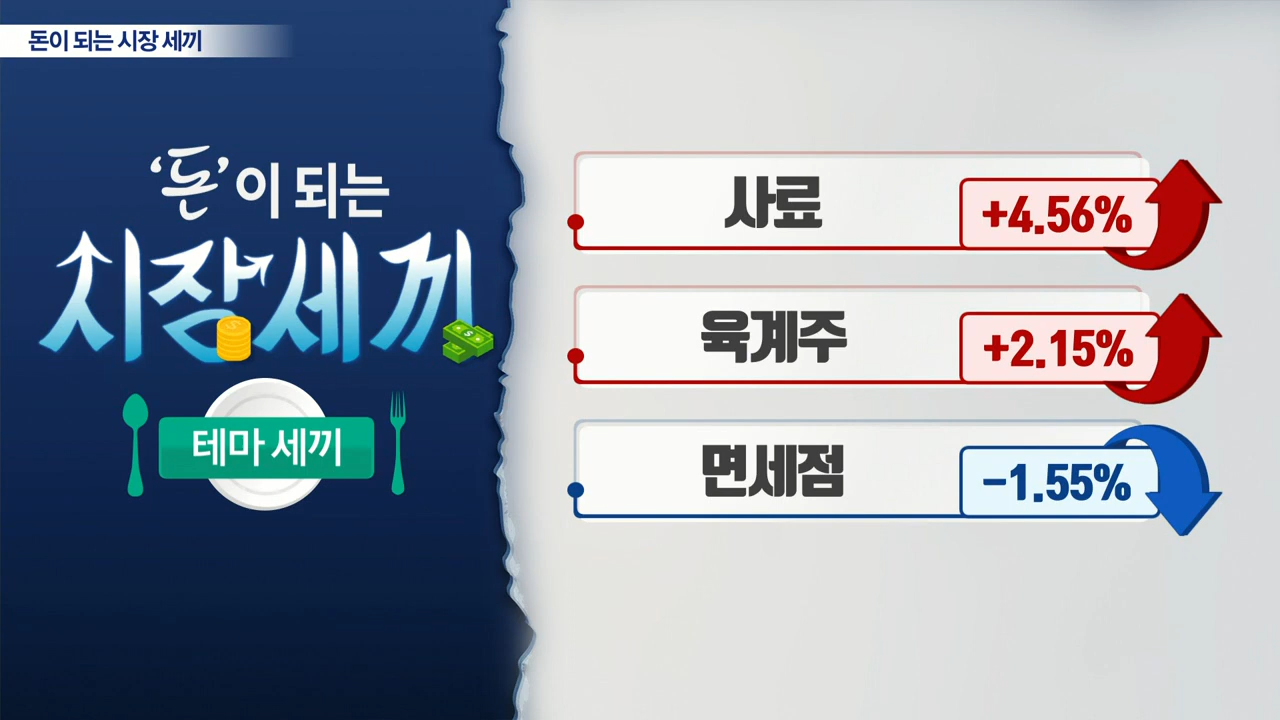 돈이 되는 시장 세끼
‘돈’이 되는
시장세끼
테마 세끼
사료
+4.56%
육계주
+2.15%
면세점
-1.55%